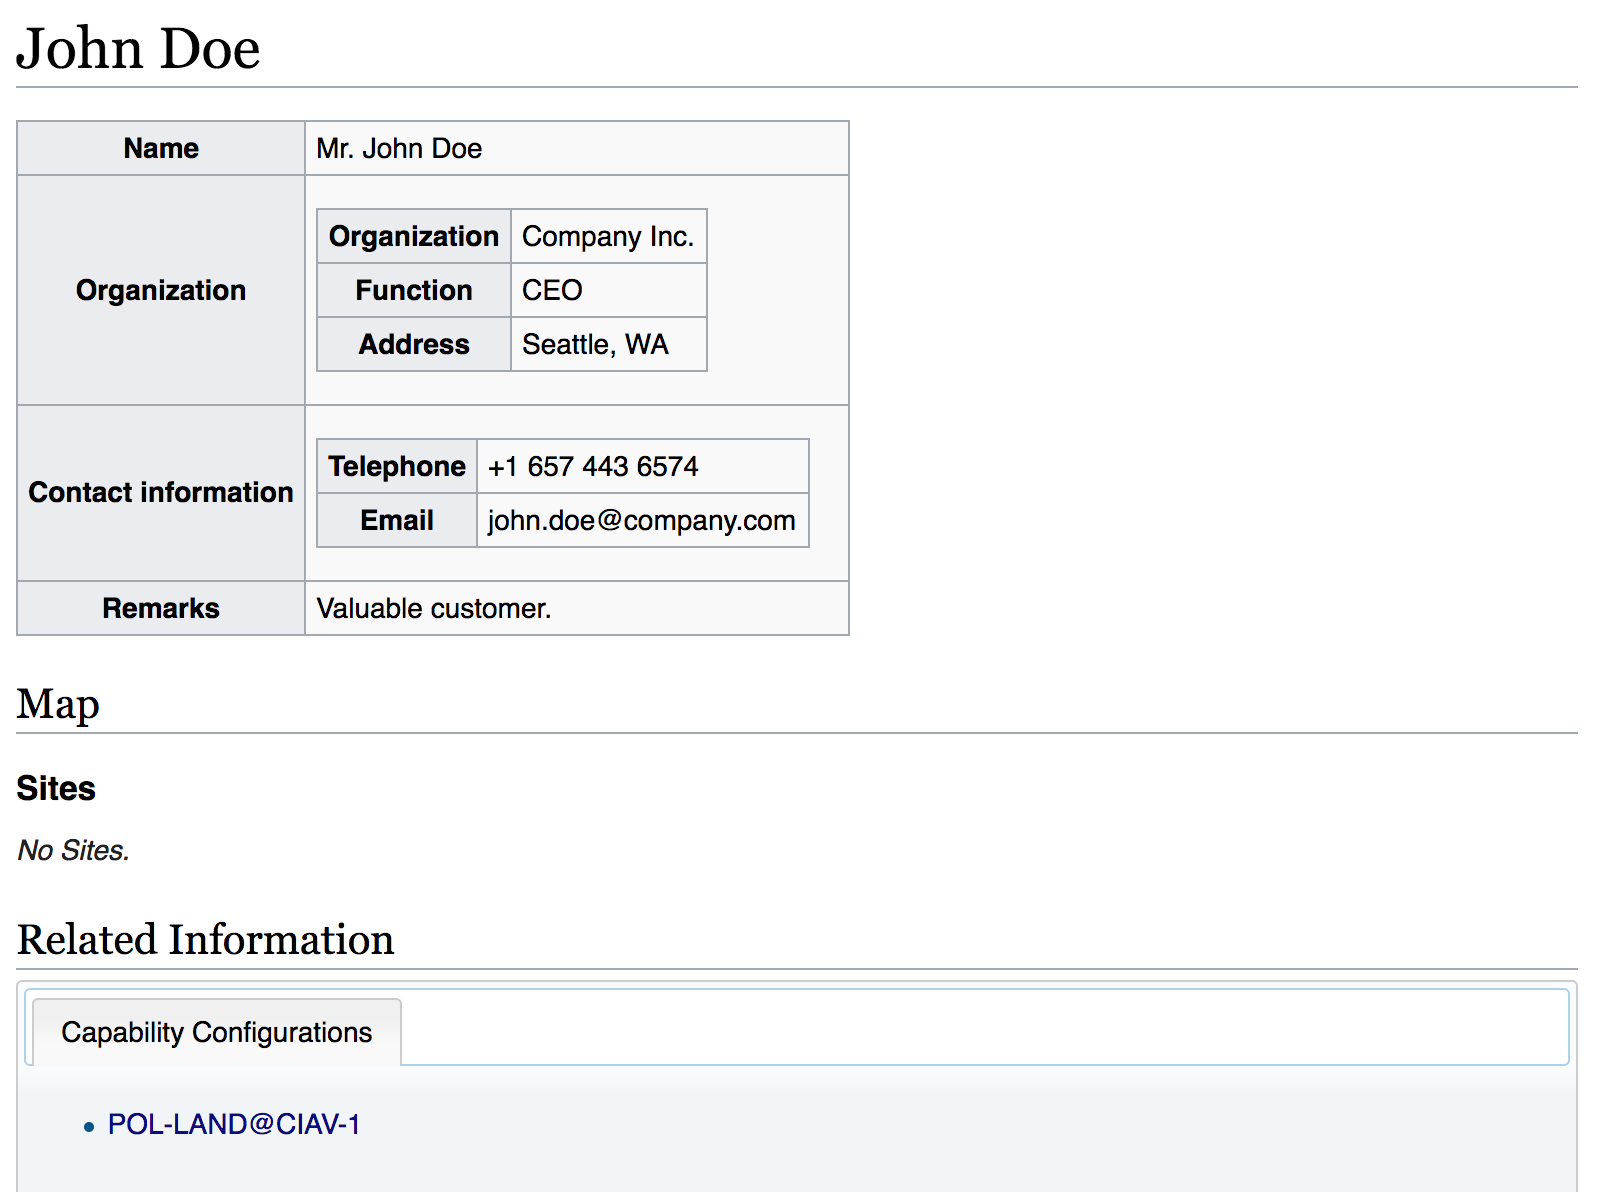 John Doe
Name Mr. John Doe
Organization
Organization Company Inc.
Function CEO
Address Seattle, WA
Contact information
Telephone +1 657 443 6574
Email john.doe@company.com
Remarks Valuable customer.
Map
Sites
No Sites.
Related Information
Capability Configurations
POL-LAND@CIAV-1